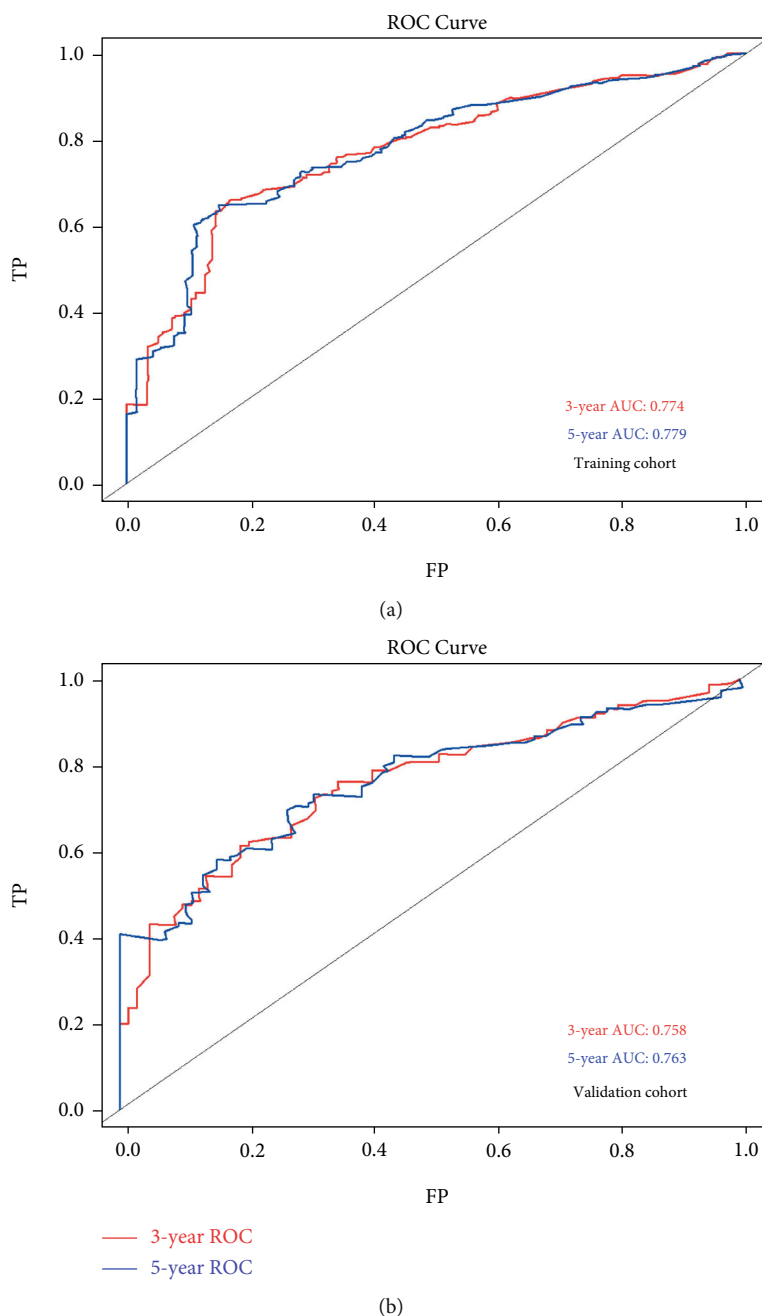 ROC Curve
1.0
0.8
0.6
0.4
0.2
0.0
TP
3-year AUC: 0.774
5-year AUC: 0.779
Training cohort
0.0 0.2 0.4 0.6 0.8 1.0
FP
(a)
ROC Curve
1.0
0.8
0.6
0.4
0.2
0.0
TP
3-year AUC: 0.758
5-year AUC: 0.763
Validation cohort
0.0 0.2 0.4 0.6 0.8 1.0
FP
3-year ROC
5-year ROC
(b)